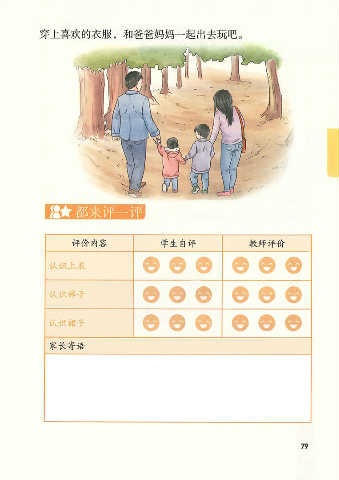 穿上喜欢的衣服，和爸爸妈妈一起出去玩吧。
都来评一评
评价内容 学生自评 教师评价
认识上衣
认识裤子
认识裙子
家长寄语
79